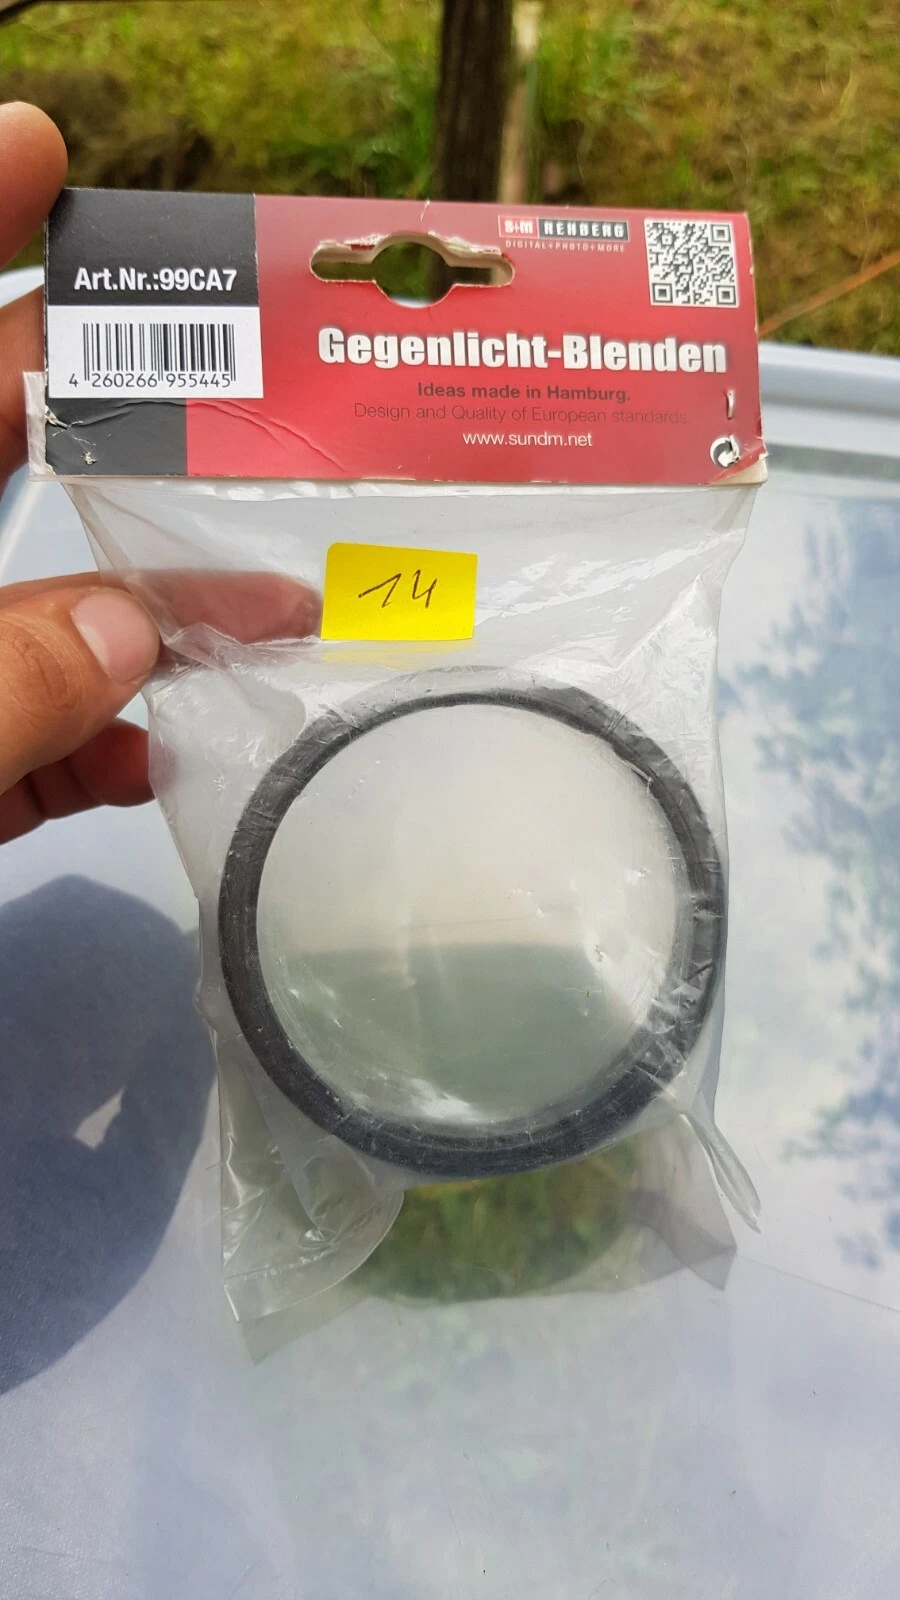 S+M REHBERG
DIGITAL+PHOTO+MORE
Art.Nr.:99CA7
4 260266 955445
Gegenlicht-Blenden
Ideas made in Hamburg.
Design and Quality of European standards.
www.sundm.net
14